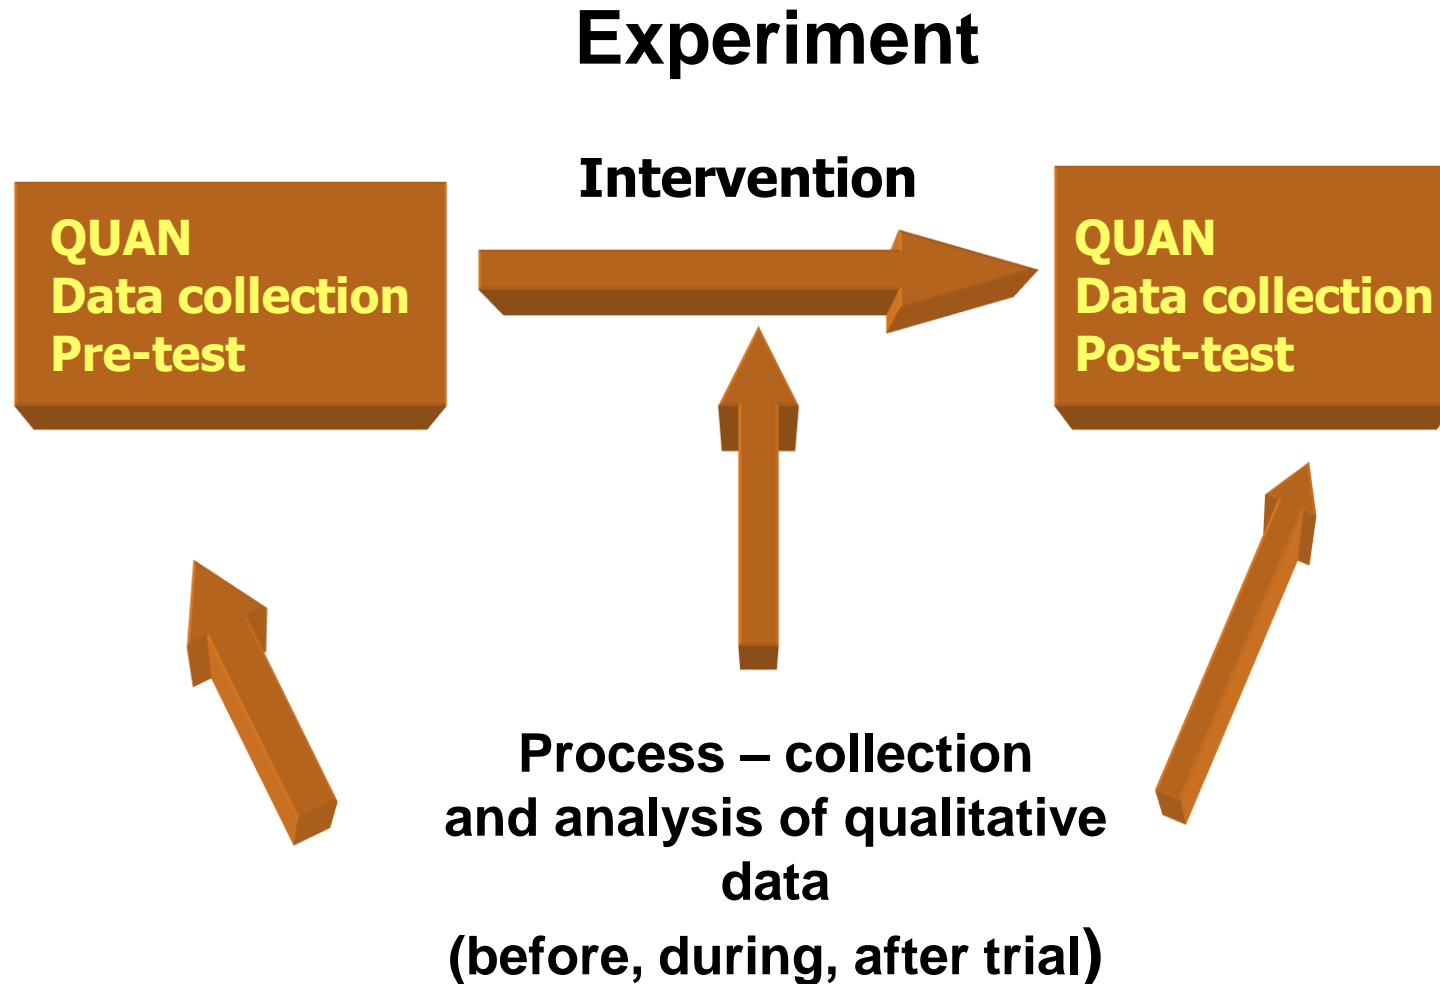 Experiment
Intervention
QUAN
Data collection
Pre-test
QUAN
Data collection
Post-test
Process – collection
and analysis of qualitative
data
(before, during, after trial)